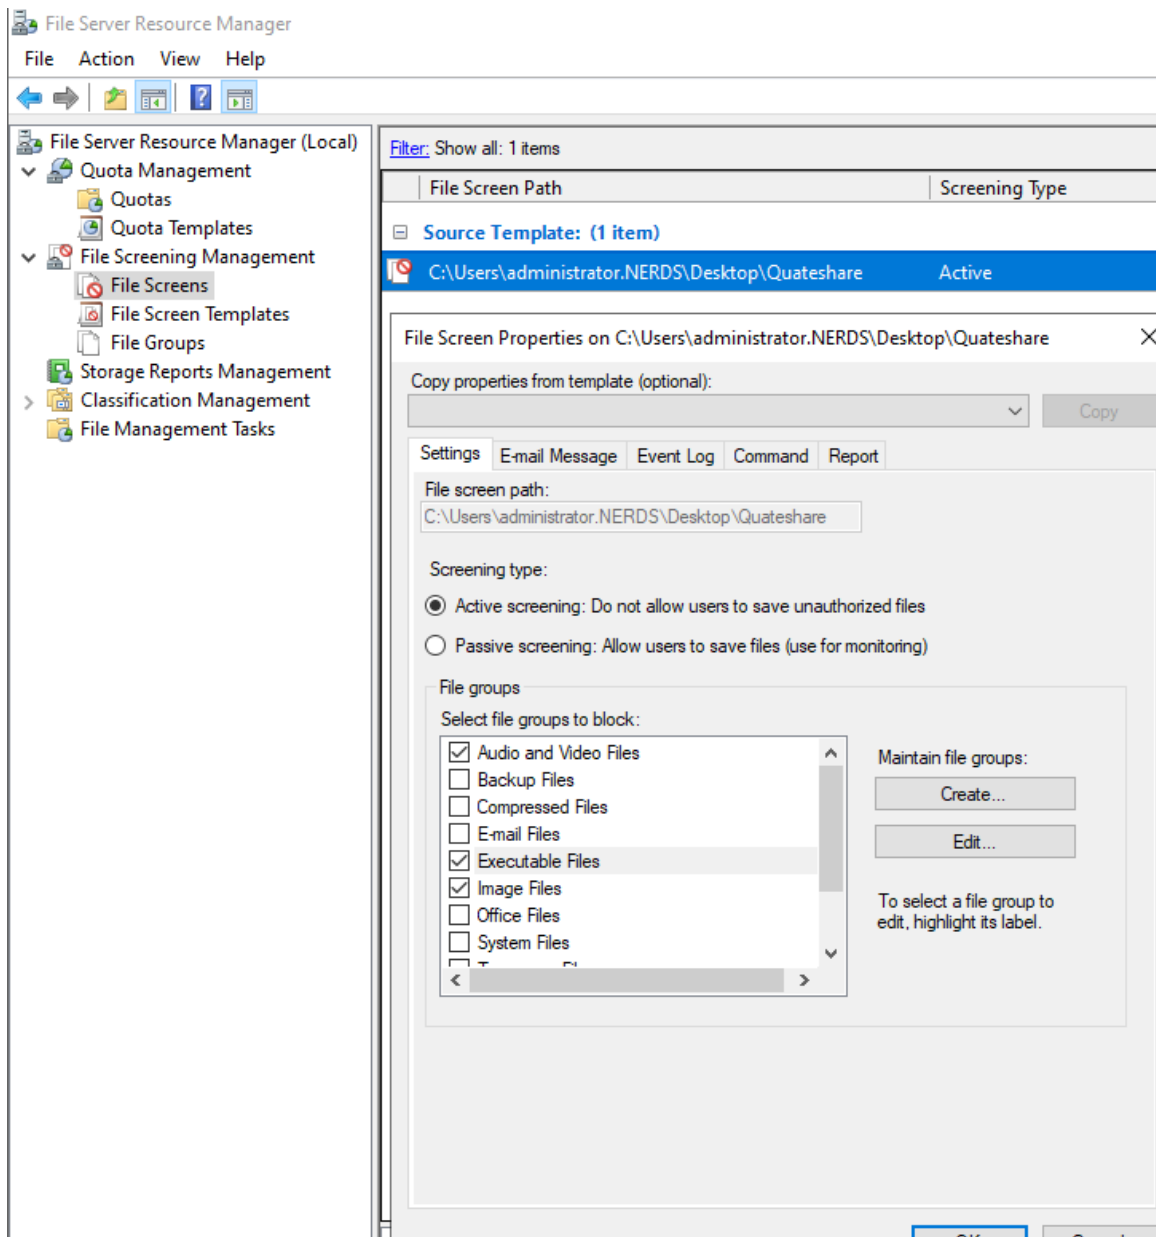 File Server Resource Manager
File Action View Help
File Server Resource Manager (Local)
Quota Management
Quotas
Quota Templates
File Screening Management
File Screens
File Screen Templates
File Groups
Storage Reports Management
Classification Management
File Management Tasks
Filter: Show all: 1 items
File Screen Path Screening Type
Source Template: (1 item)
C:\Users\administrator.NERDS\Desktop\Quateshare Active
File Screen Properties on C:\Users\administrator.NERDS\Desktop\Quateshare
Copy properties from template (optional):
Copy
Settings E-mail Message Event Log Command Report
File screen path:
C:\Users\administrator.NERDS\Desktop\Quateshare
Screening type:
Active screening: Do not allow users to save unauthorized files
Passive screening: Allow users to save files (use for monitoring)
File groups
Select file groups to block:
Audio and Video Files
Backup Files
Compressed Files
E-mail Files
Executable Files
Image Files
Office Files
System Files
Maintain file groups:
Create...
Edit...
To select a file group to
edit, highlight its label.